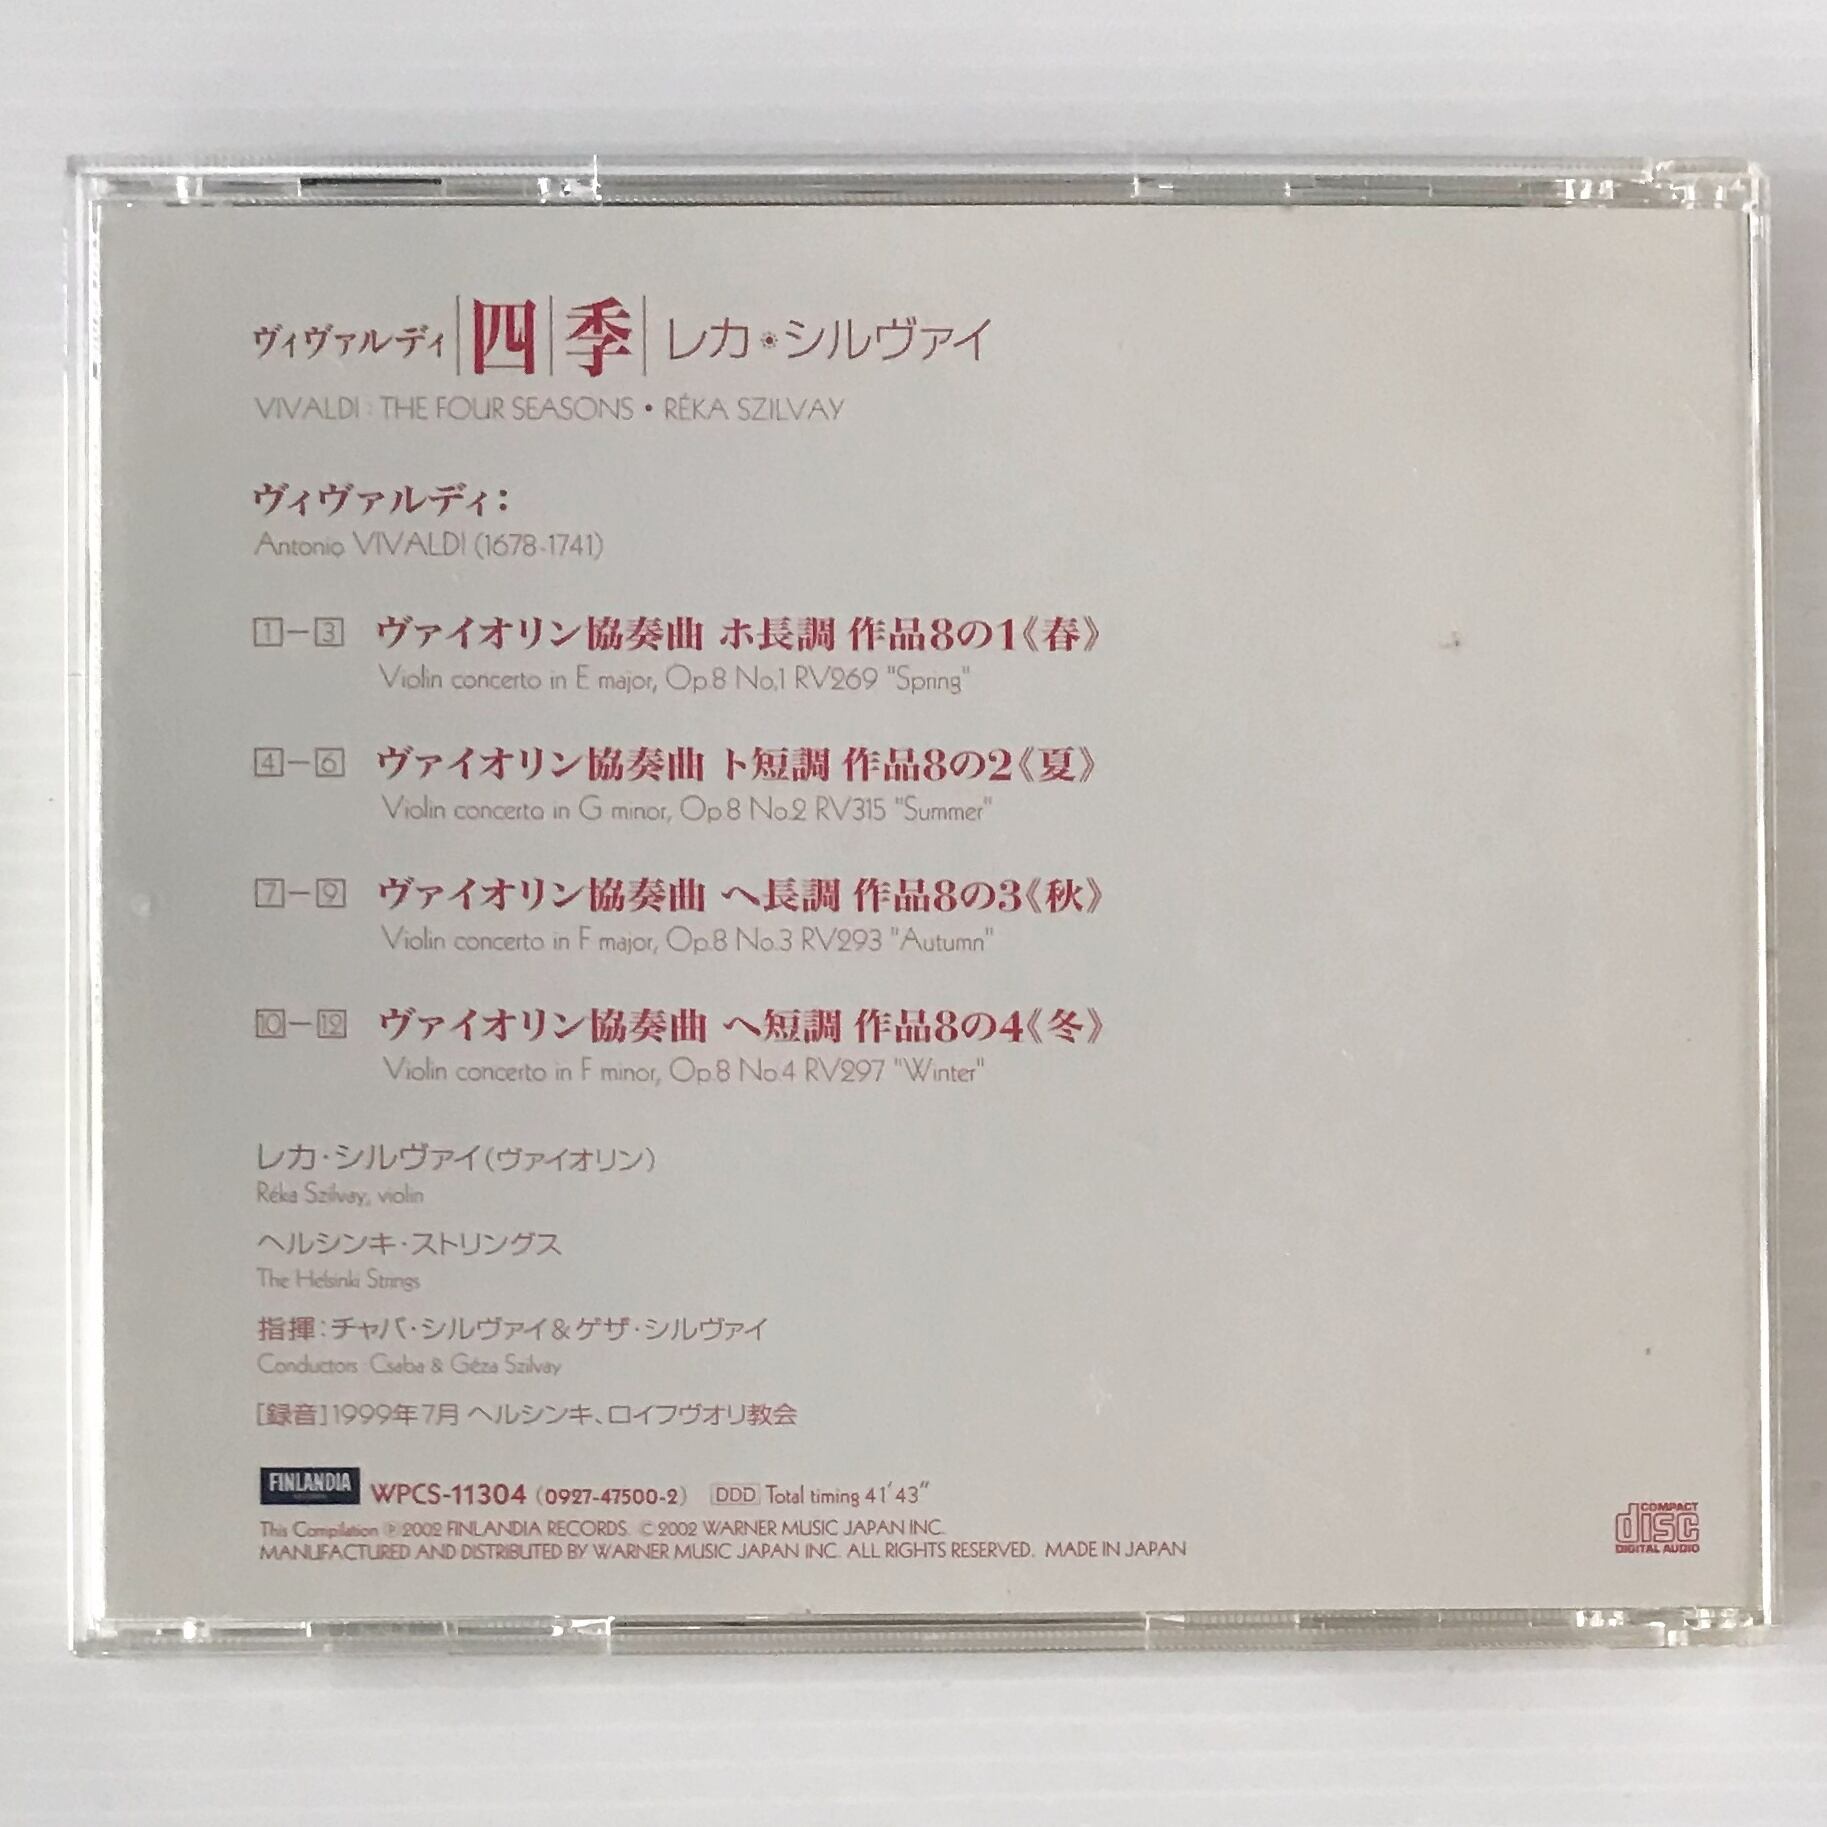 ヴィヴァルディ 四季 レカ・シルヴァイ
VIVALDI : THE FOUR SEASONS • RÉKA SZILVAY
ヴィヴァルディ：
Antonio VIVALDI (1678-1741)
1－3 ヴァイオリン協奏曲 ホ長調 作品8の1《春》
Violin concerto in E major, Op.8 No.1 RV269 "Spring"
4－6 ヴァイオリン協奏曲 ト短調 作品8の2《夏》
Violin concerto in G minor, Op.8 No.2 RV315 "Summer"
7－9 ヴァイオリン協奏曲 ヘ長調 作品8の3《秋》
Violin concerto in F major, Op.8 No.3 RV293 "Autumn"
10－12 ヴァイオリン協奏曲 ヘ短調 作品8の4《冬》
Violin concerto in F minor, Op.8 No.4 RV297 "Winter"
レカ・シルヴァイ（ヴァイオリン）
Réka Szilvay, violin
ヘルシンキ・ストリングス
The Helsinki Strings
指揮：チャバ・シルヴァイ＆ゲザ・シルヴァイ
Conductors : Csaba & Géza Szilvay
［録音］1999年7月 ヘルシンキ、ロイフヴオリ教会
FINLANDIA WPCS-11304 (0927-47500-2) DDD Total timing 41'43"
This Compilation ℗ 2002 FINLANDIA RECORDS. © 2002 WARNER MUSIC JAPAN INC.
MANUFACTURED AND DISTRIBUTED BY WARNER MUSIC JAPAN INC. ALL RIGHTS RESERVED. MADE IN JAPAN
COMPACT
disc
DIGITAL AUDIO